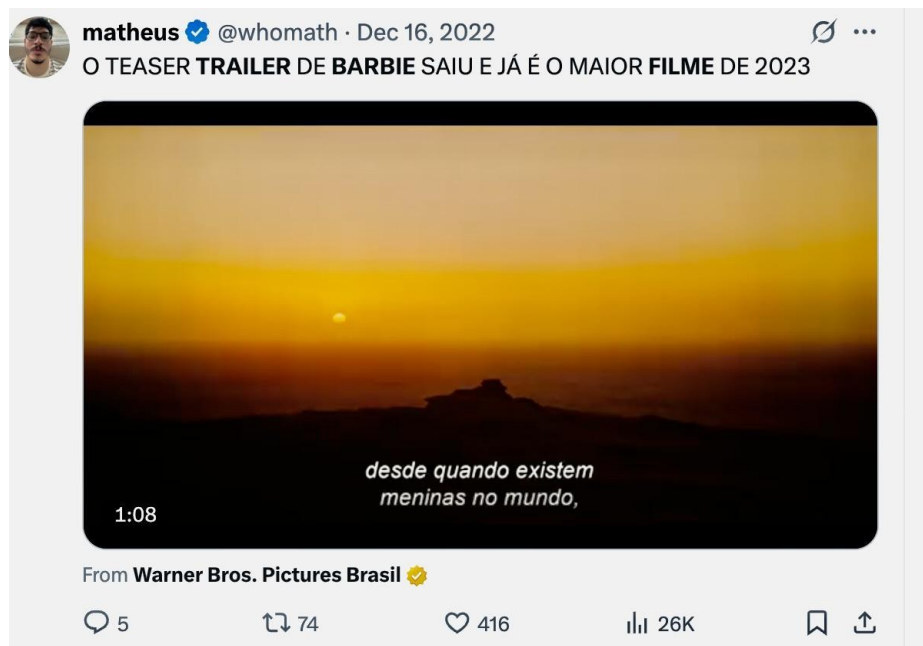 matheus @whomath · Dec 16, 2022
O TEASER TRAILER DE BARBIE SAIU E JÁ É O MAIOR FILME DE 2023
desde quando existem
meninas no mundo,
1:08
From Warner Bros. Pictures Brasil
5 74 416 26K